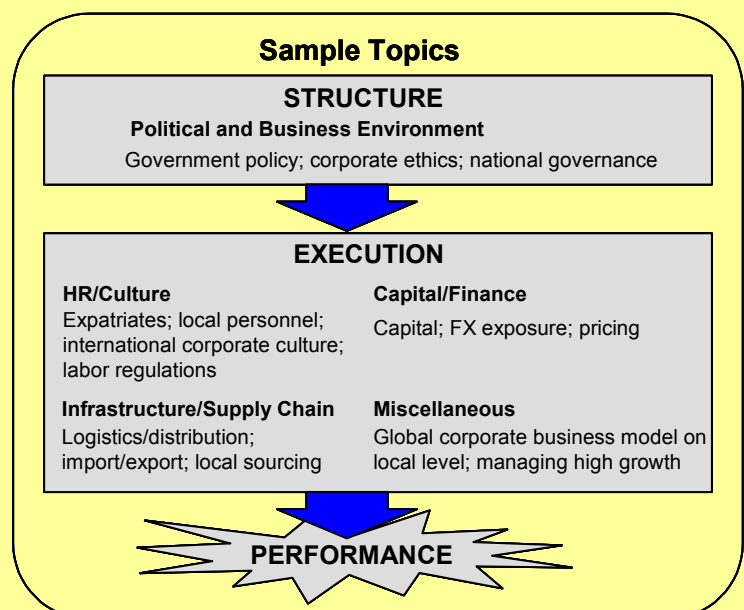 Sample Topics
STRUCTURE
Political and Business Environment
Government policy; corporate ethics; national governance
EXECUTION
HR/Culture
Expatriates; local personnel;
international corporate culture;
labor regulations
Capital/Finance
Capital; FX exposure; pricing
Infrastructure/Supply Chain
Logistics/distribution;
import/export; local sourcing
Miscellaneous
Global corporate business model on
local level; managing high growth
PERFORMANCE